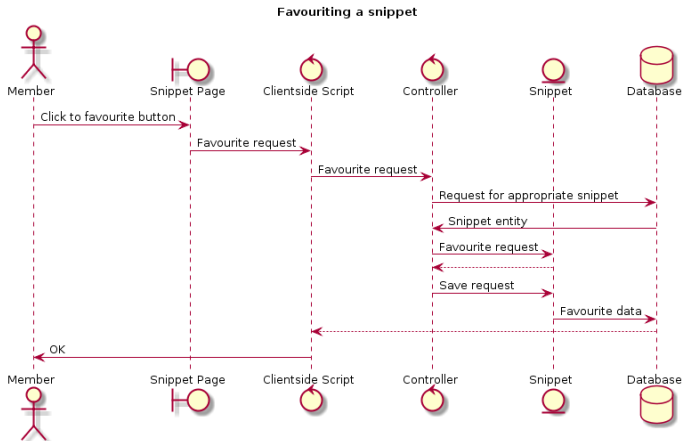 Favouriting a snippet
Member Snippet Page Clientside Script Controller Snippet Database
Click to favourite button
Favourite request
Favourite request
Request for appropriate snippet
Snippet entity
Favourite request
Save request
Favourite data
OK
Member Snippet Page Clientside Script Controller Snippet Database